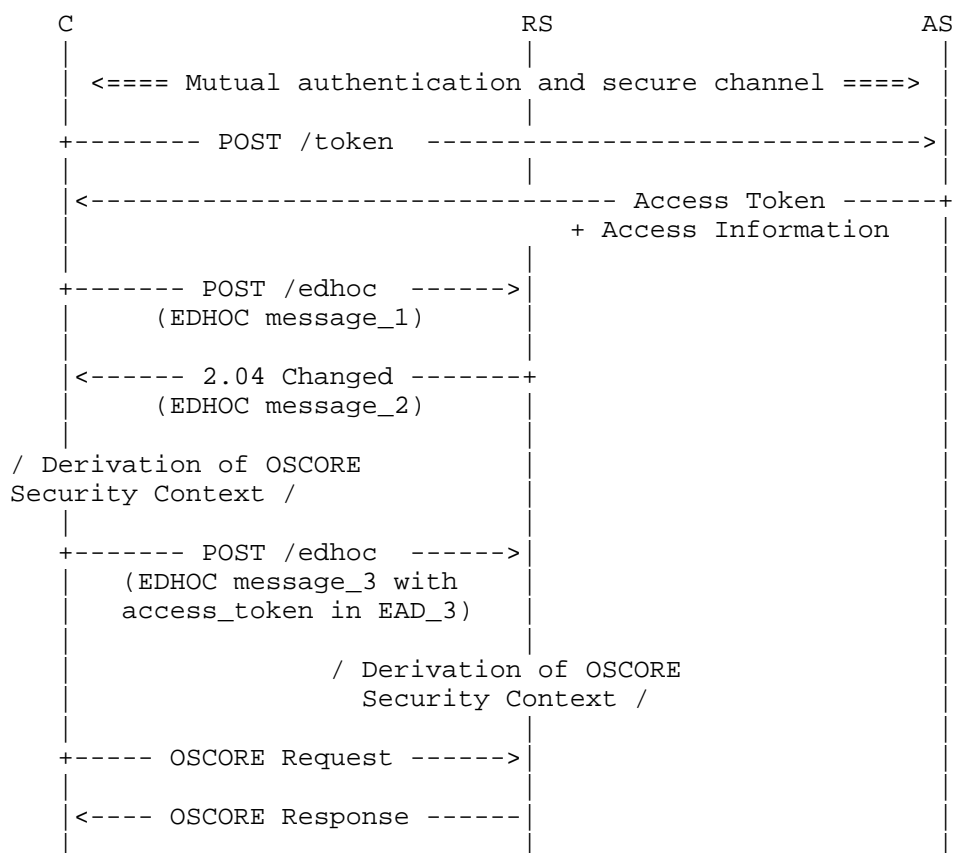 C RS AS
<==== Mutual authentication and secure channel ====>
+-------- POST /token -------------------------------->
<--------------------------------- Access Token ------+
+ Access Information
+------- POST /edhoc ------>
(EDHOC message_1)
<------ 2.04 Changed -------+
(EDHOC message_2)
/ Derivation of OSCORE
Security Context /
+------- POST /edhoc ------>
(EDHOC message_3 with
access_token in EAD_3)
/ Derivation of OSCORE
Security Context /
+----- OSCORE Request ------>
<---- OSCORE Response ------